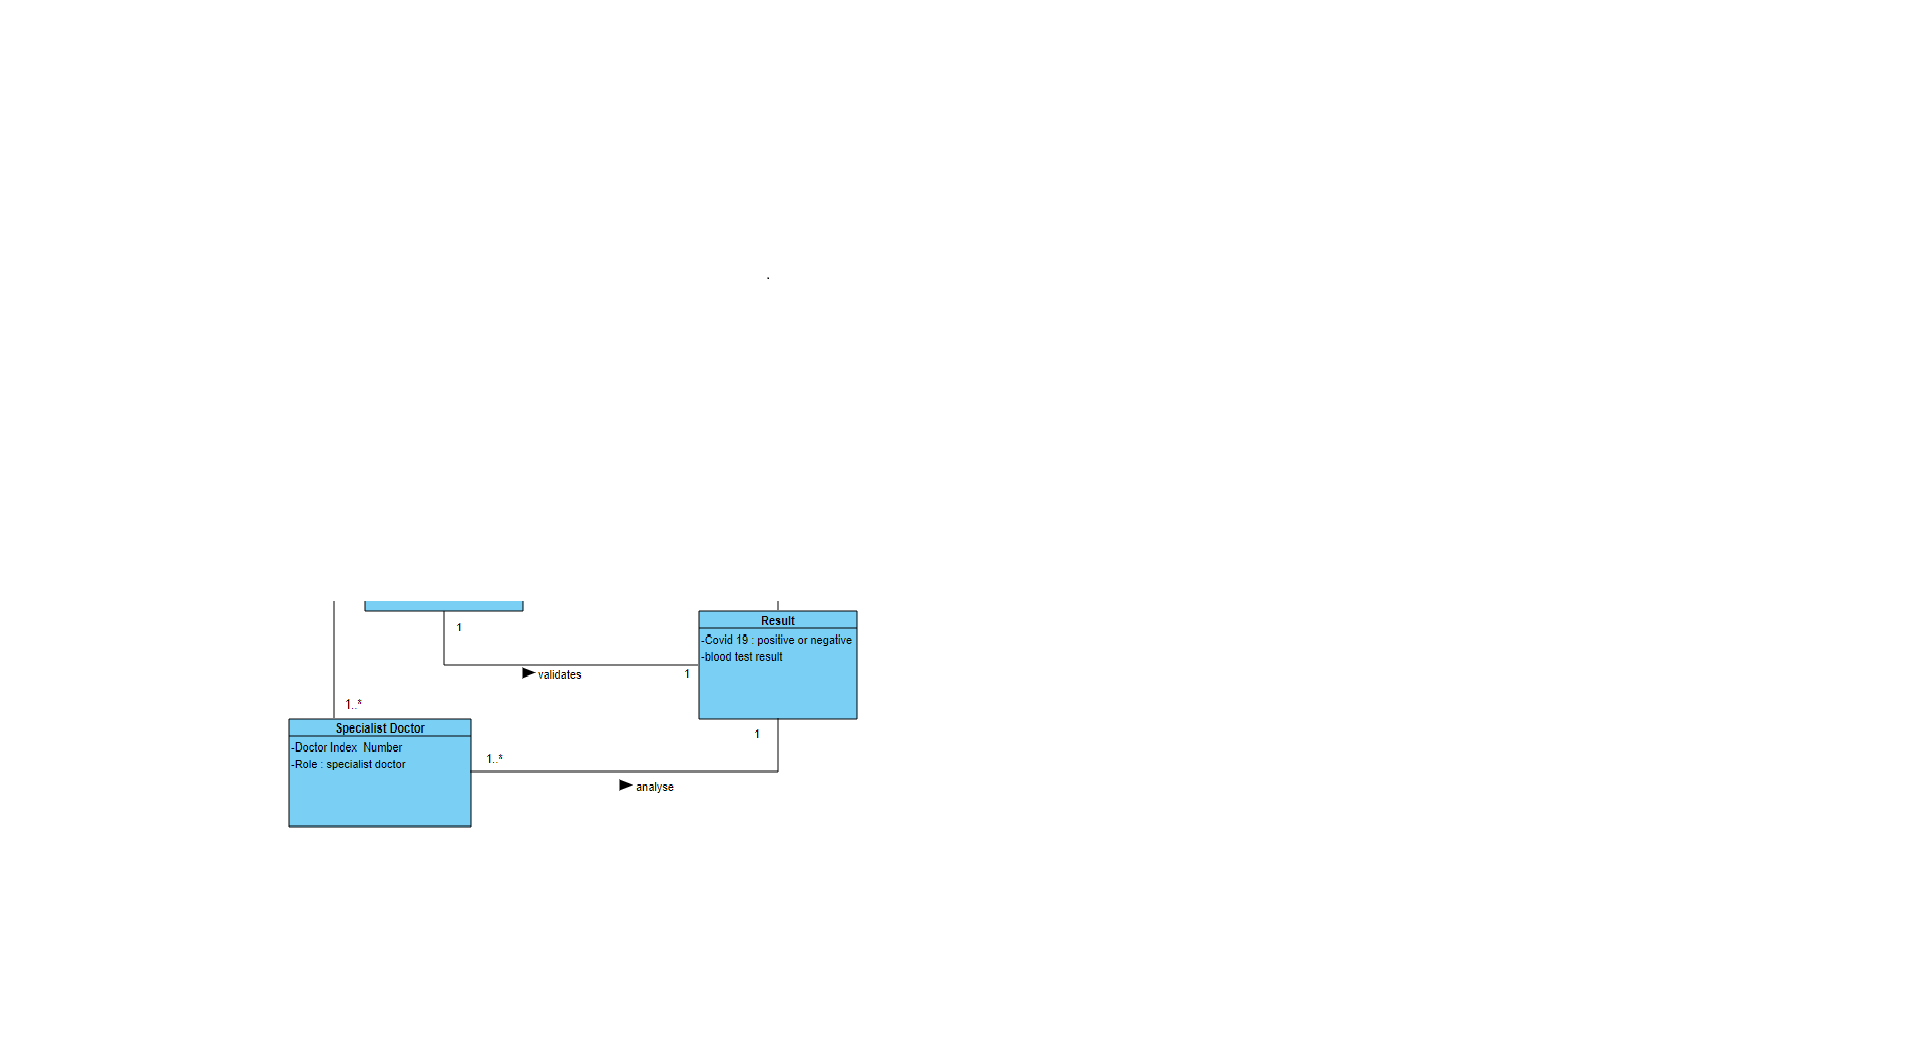 1
Result
-Covid 19 : positive or negative
-blood test result
validates
1
1..*
Specialist Doctor
-Doctor Index  Number
-Role : specialist doctor
1
1..*
analyse